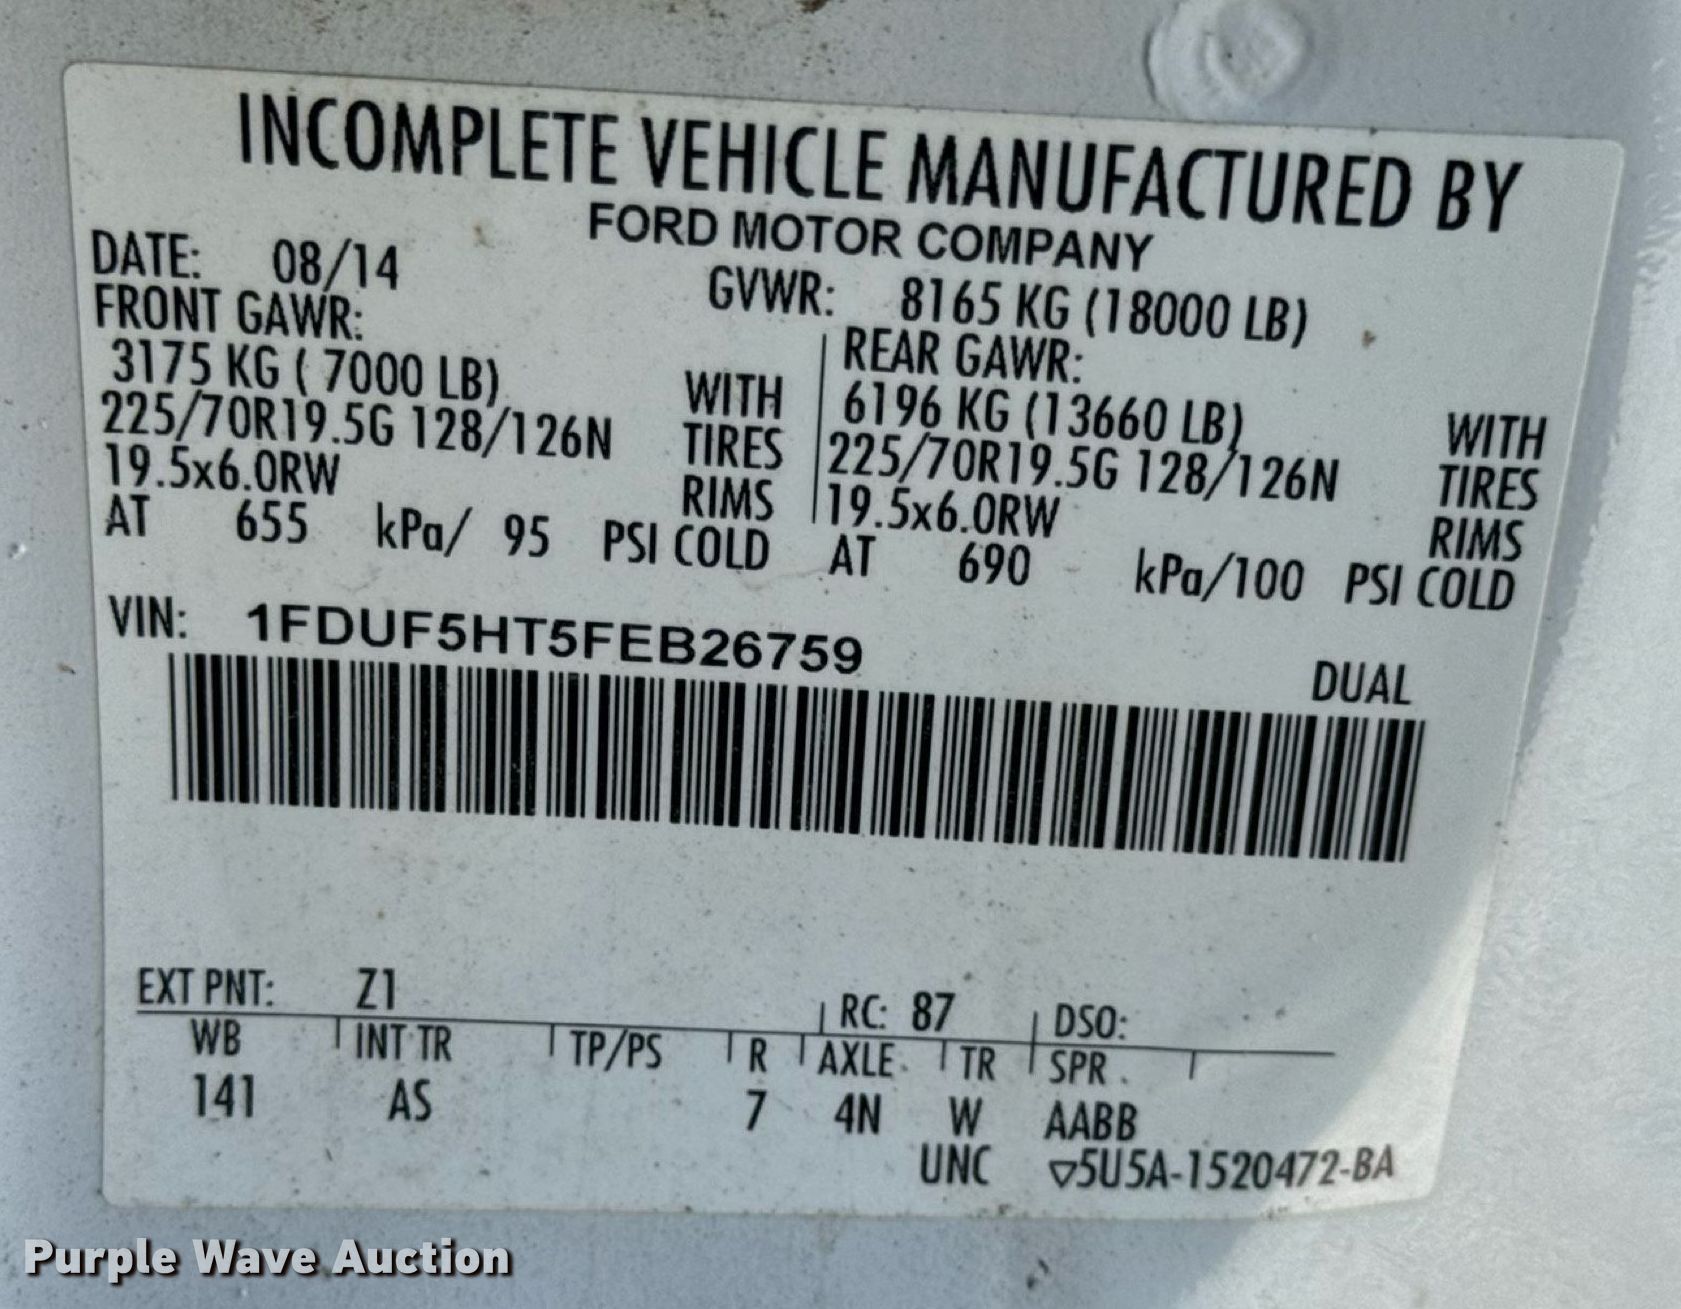 INCOMPLETE VEHICLE MANUFACTURED BY
FORD MOTOR COMPANY
DATE: 08/14
GVWR: 8165 KG (18000 LB)
FRONT GAWR:
3175 KG ( 7000 LB) WITH
225/70R19.5G 128/126N TIRES
19.5x6.0RW RIMS
AT 655 kPa/ 95 PSI COLD
REAR GAWR:
6196 KG (13660 LB) WITH
225/70R19.5G 128/126N TIRES
19.5x6.0RW RIMS
AT 690 kPa/100 PSI COLD
VIN: 1FDUF5HT5FEB26759
DUAL
EXT PNT: Z1 RC: 87 DSO:
WB INT TR TP/PS R AXLE TR SPR
141 AS 7 4N W AABB
UNC ▽5U5A-1520472-BA
Purple Wave Auction